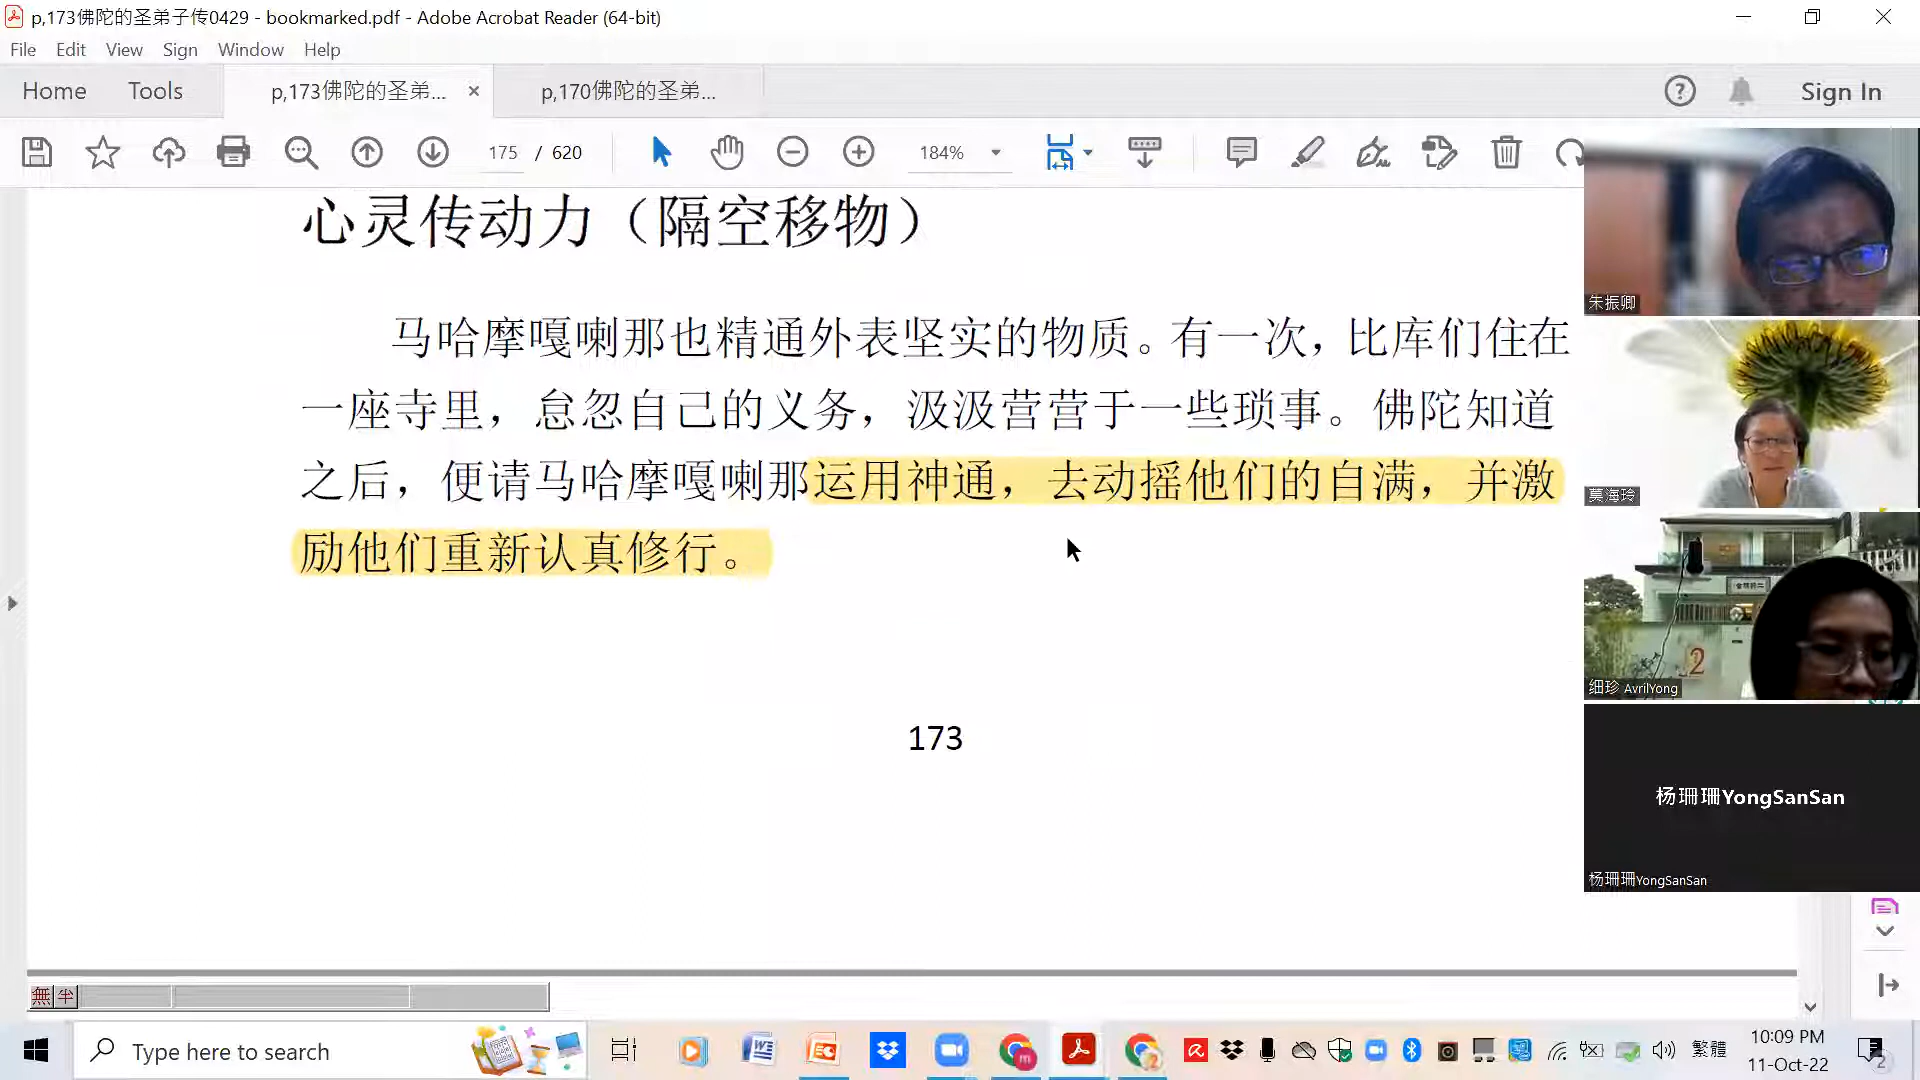 p,173佛陀的圣弟子传0429 - bookmarked.pdf - Adobe Acrobat Reader (64-bit)
File Edit View Sign Window Help
Home Tools p,173佛陀的圣弟... × p,170佛陀的圣弟... Sign In
175 / 620 184%
心灵传动力（隔空移物）
马哈摩嘎喇那也精通外表坚实的物质。有一次，比库们住在
一座寺里，怠忽自己的义务，汲汲营营于一些琐事。佛陀知道
之后，便请马哈摩嘎喇那运用神通，去动摇他们的自满，并激
励他们重新认真修行。
173
朱振卿
莫海玲
2
细珍 AvrilYong
杨珊珊YongSanSan
杨珊珊YongSanSan
無 半
Type here to search
繁體
10:09 PM
11-Oct-22
2